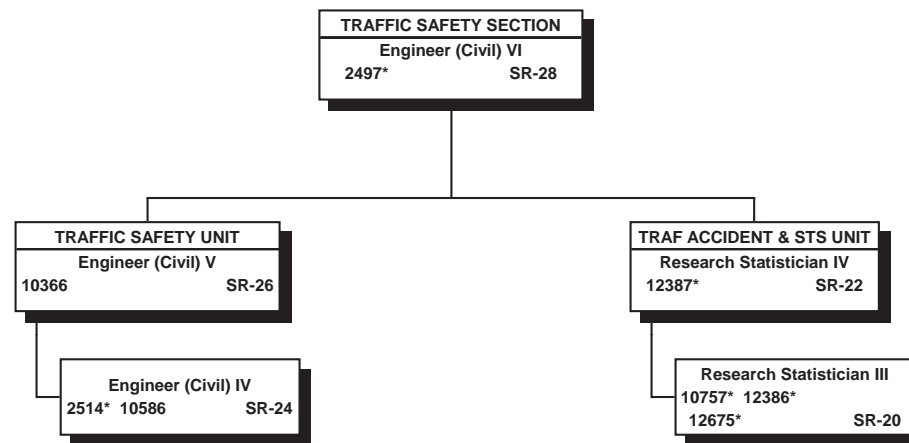 TRAFFIC SAFETY SECTION
Engineer (Civil) VI
2497* SR-28
TRAFFIC SAFETY UNIT
Engineer (Civil) V
10366 SR-26
Engineer (Civil) IV
2514* 10586 SR-24
TRAF ACCIDENT & STS UNIT
Research Statistician IV
12387* SR-22
Research Statistician III
10757* 12386*
12675* SR-20